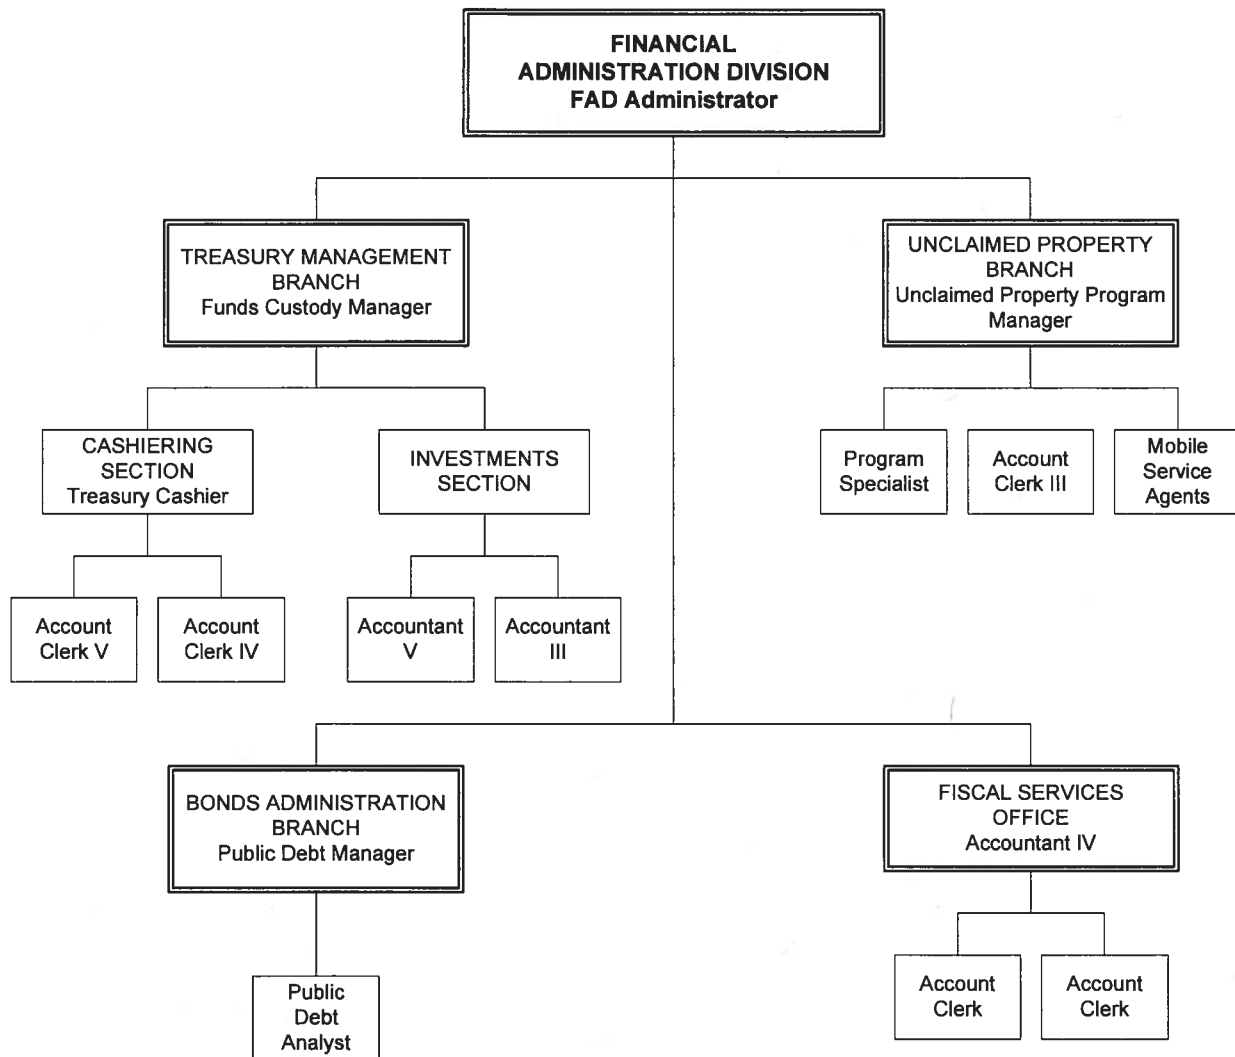 FINANCIAL
ADMINISTRATION DIVISION
FAD Administrator
TREASURY MANAGEMENT
BRANCH
Funds Custody Manager
UNCLAIMED PROPERTY
BRANCH
Unclaimed Property Program
Manager
CASHIERING
SECTION
Treasury Cashier
INVESTMENTS
SECTION
Program
Specialist
Account
Clerk III
Mobile
Service
Agents
Account
Clerk V
Account
Clerk IV
Accountant
V
Accountant
III
BONDS ADMINISTRATION
BRANCH
Public Debt Manager
FISCAL SERVICES
OFFICE
Accountant IV
Public
Debt
Analyst
Account
Clerk
Account
Clerk